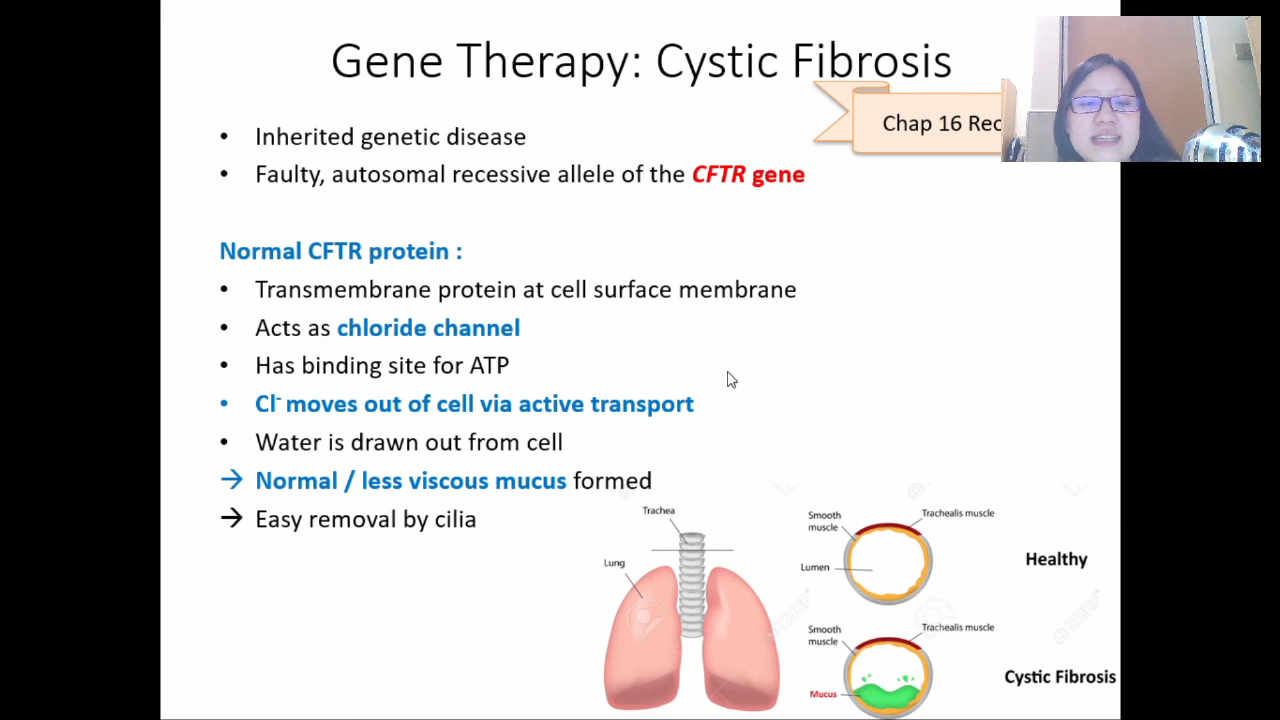 Gene Therapy: Cystic Fibrosis
Chap 16 Rec
• Inherited genetic disease
• Faulty, autosomal recessive allele of the CFTR gene
Normal CFTR protein :
• Transmembrane protein at cell surface membrane
• Acts as chloride channel
• Has binding site for ATP
• Cl⁻ moves out of cell via active transport
• Water is drawn out from cell
→ Normal / less viscous mucus formed
→ Easy removal by cilia
Trachea
Lung
Smooth
muscle
Trachealis muscle
Lumen
Healthy
Smooth
muscle
Trachealis muscle
Mucus
Cystic Fibrosis